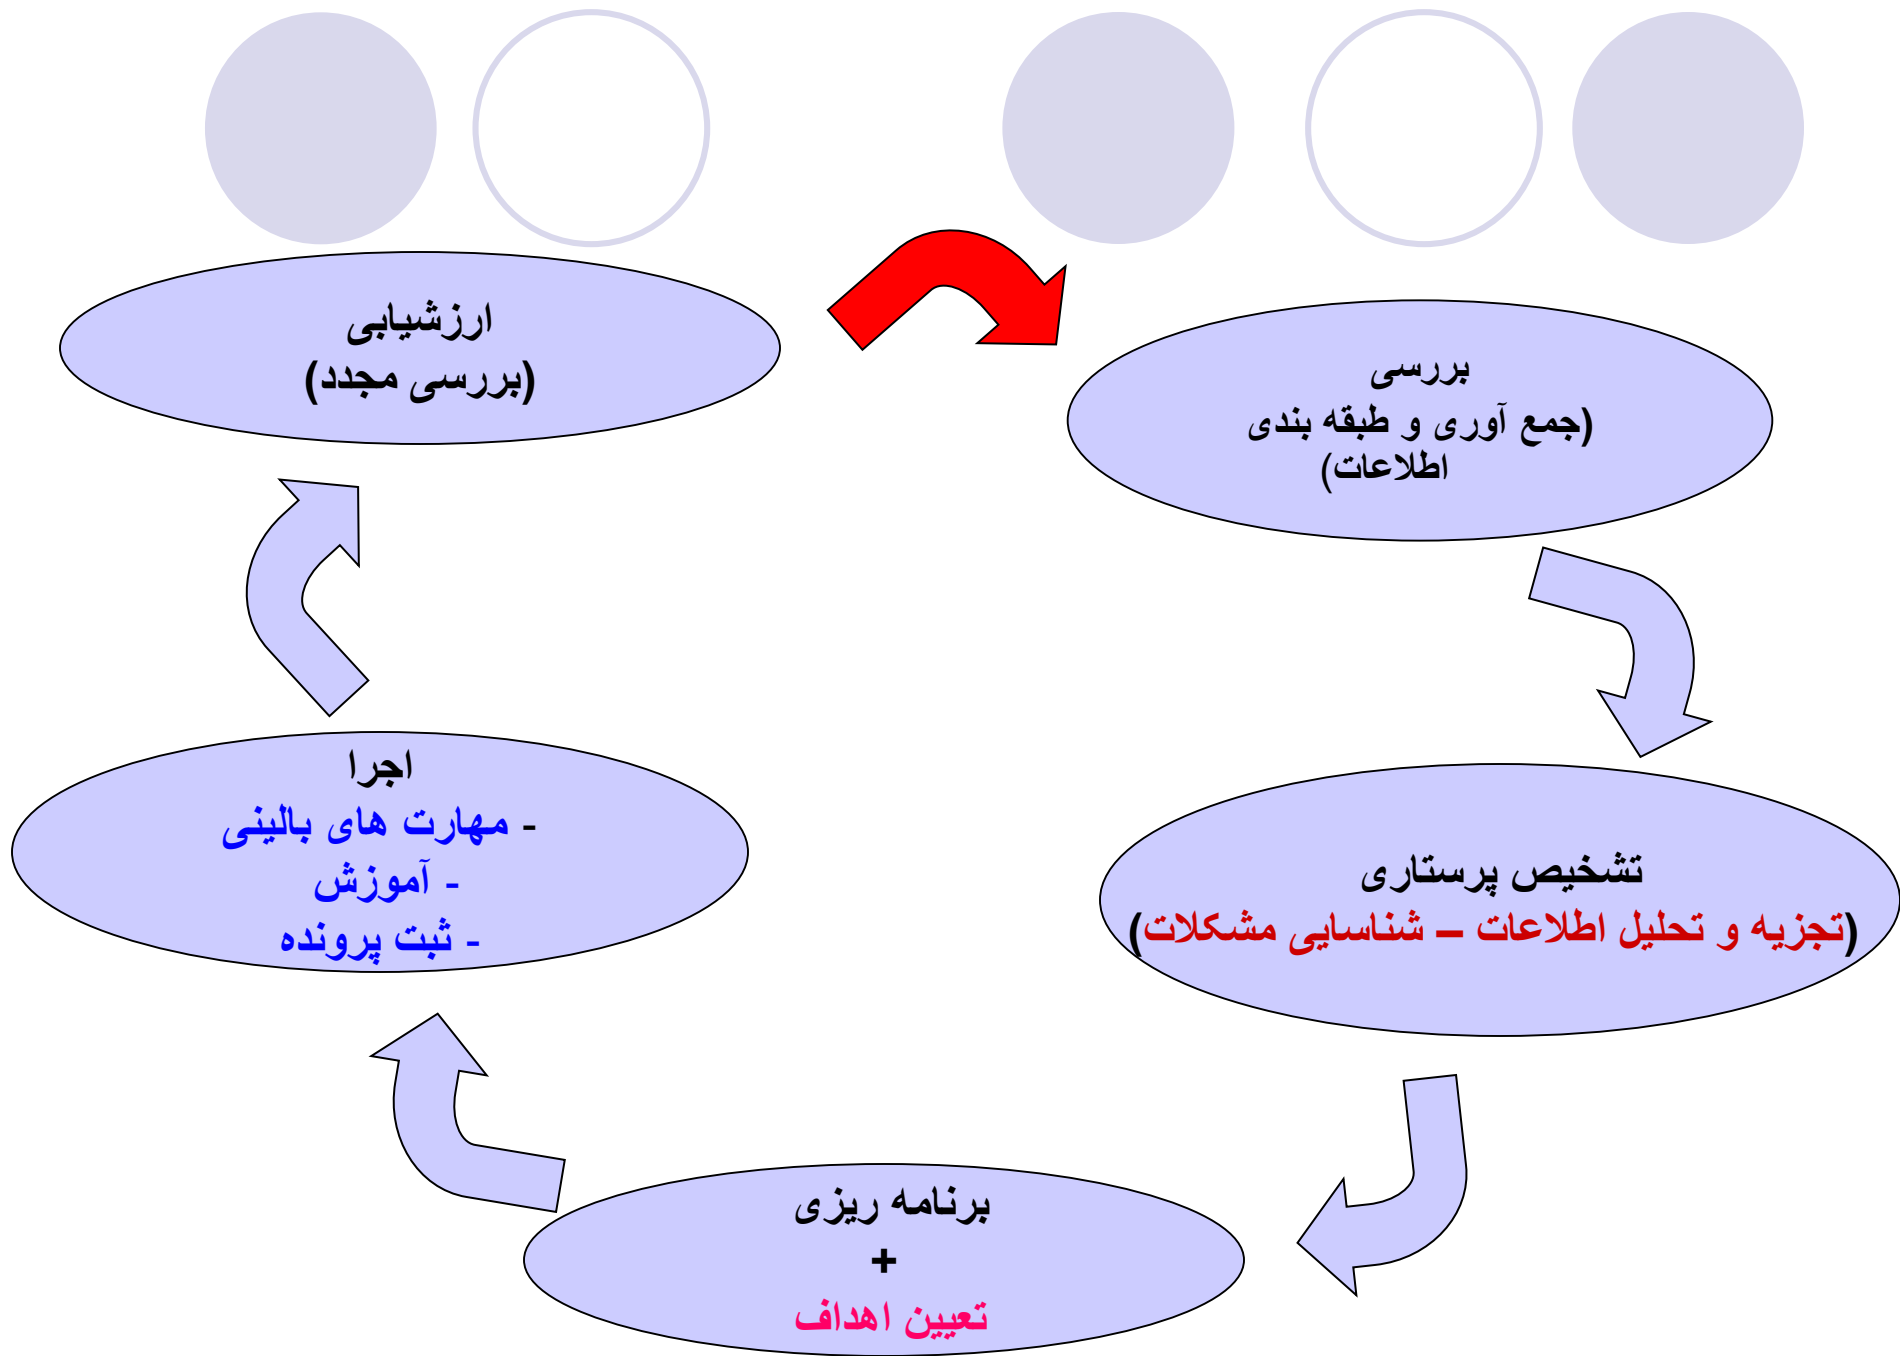 ارزشیابی
(بررسی مجدد)
بررسی
(جمع آوری و طبقه بندی
اطلاعات)
تشخیص پرستاری
(تجزیه و تحلیل اطلاعات – شناسایی مشکلات)
برنامه ریزی
+
تعیین اهداف
اجرا
- مهارت های بالینی
- آموزش
- ثبت پرونده